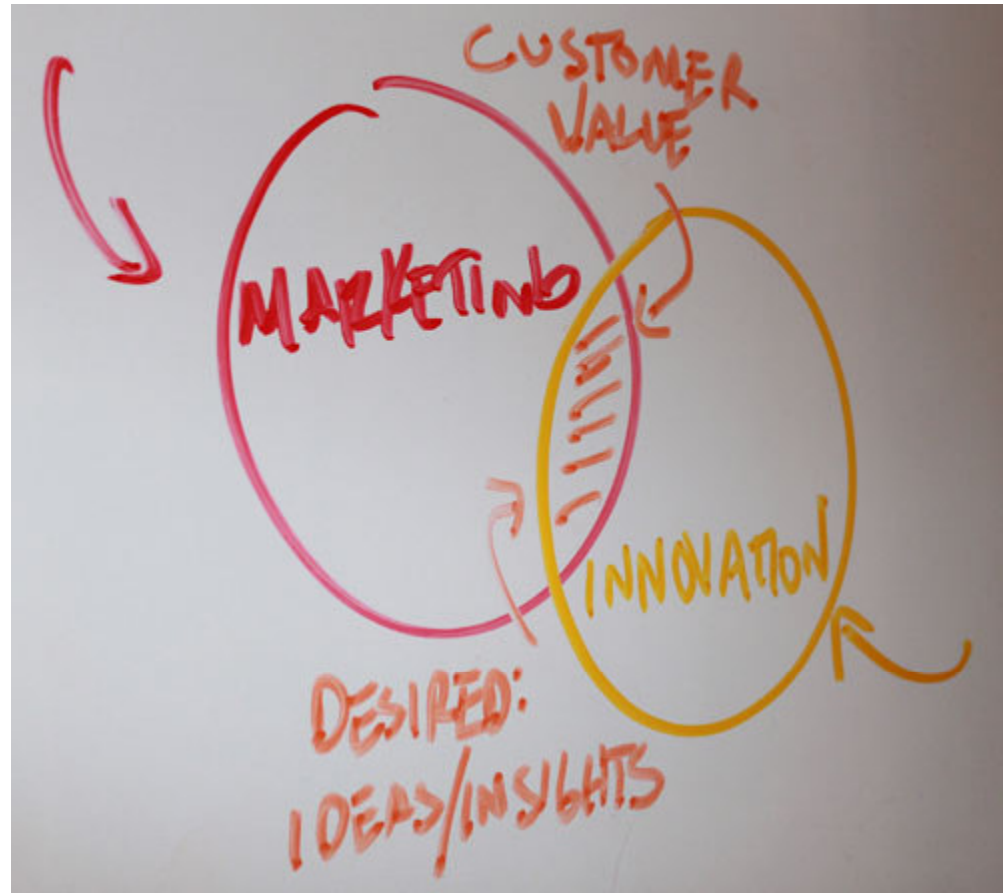 CUSTOMER
VALUE
MARKETING
INNOVATION
DESIRED:
IDEAS/INSIGHTS